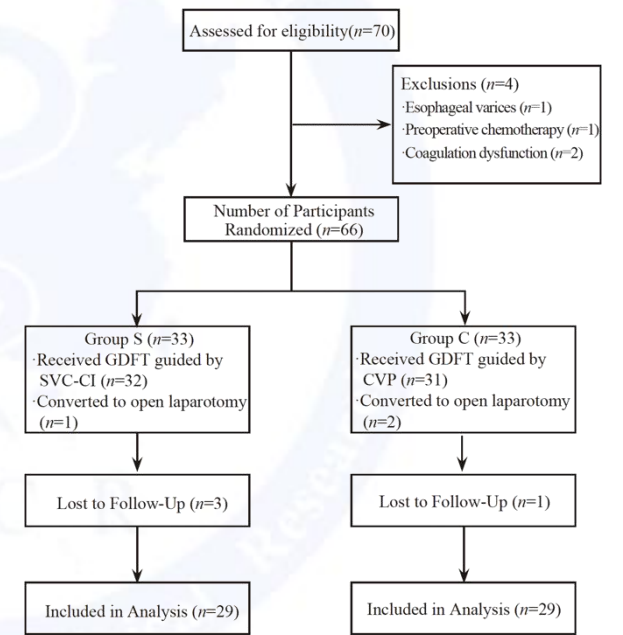 Assessed for eligibility(n=70)
Exclusions (n=4)
·Esophageal varices (n=1)
·Preoperative chemotherapy (n=1)
·Coagulation dysfunction (n=2)
Number of Participants
Randomized (n=66)
Group S (n=33)
·Received GDFT guided by
SVC-CI (n=32)
·Converted to open laparotomy
(n=1)
Group C (n=33)
·Received GDFT guided by
CVP (n=31)
·Converted to open laparotomy
(n=2)
Lost to Follow-Up (n=3)
Lost to Follow-Up (n=1)
Included in Analysis (n=29)
Included in Analysis (n=29)